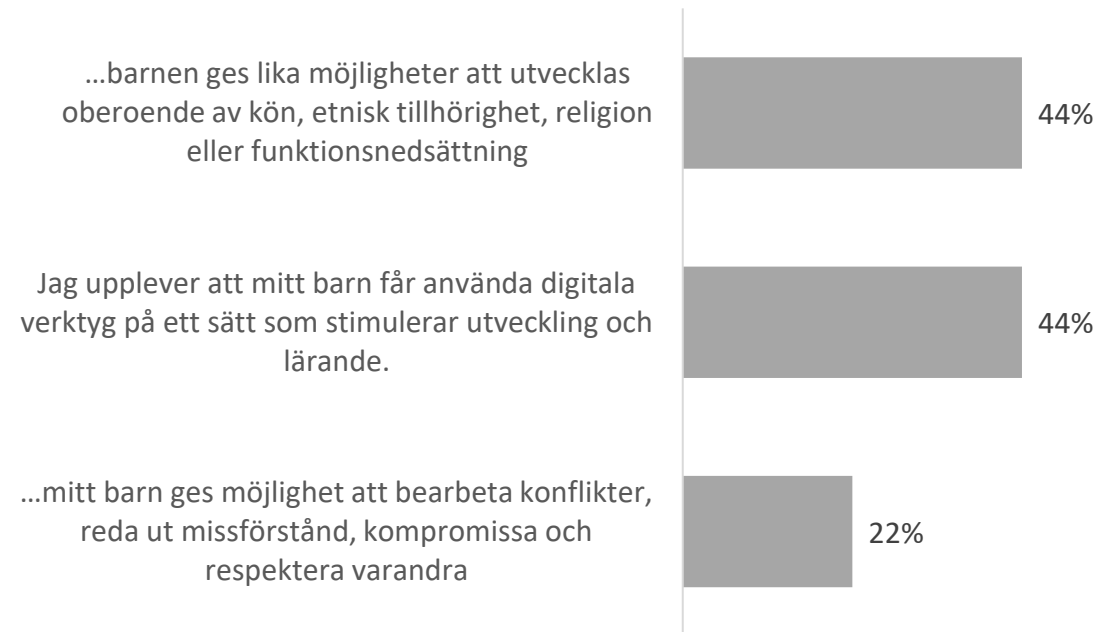 …barnen ges lika möjligheter att utvecklas
oberoende av kön, etnisk tillhörighet, religion
eller funktionsnedsättning
44%
Jag upplever att mitt barn får använda digitala
verktyg på ett sätt som stimulerar utveckling och
lärande.
44%
…mitt barn ges möjlighet att bearbeta konflikter,
reda ut missförstånd, kompromissa och
respektera varandra
22%